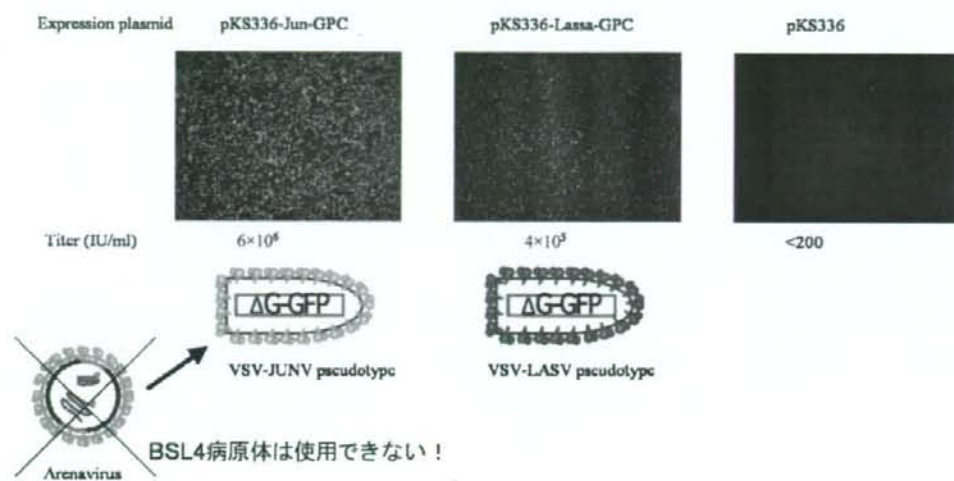 Expression plasmid pKS336-Jun-GPC pKS336-Lassa-GPC pKS336
Titer (IU/ml) 6×10⁶ 4×10⁵ <200
ΔG-GFP ΔG-GFP
VSV-JUNV pseudotype VSV-LASV pseudotype
BSL4病原体は使用できない！
Arenavirus